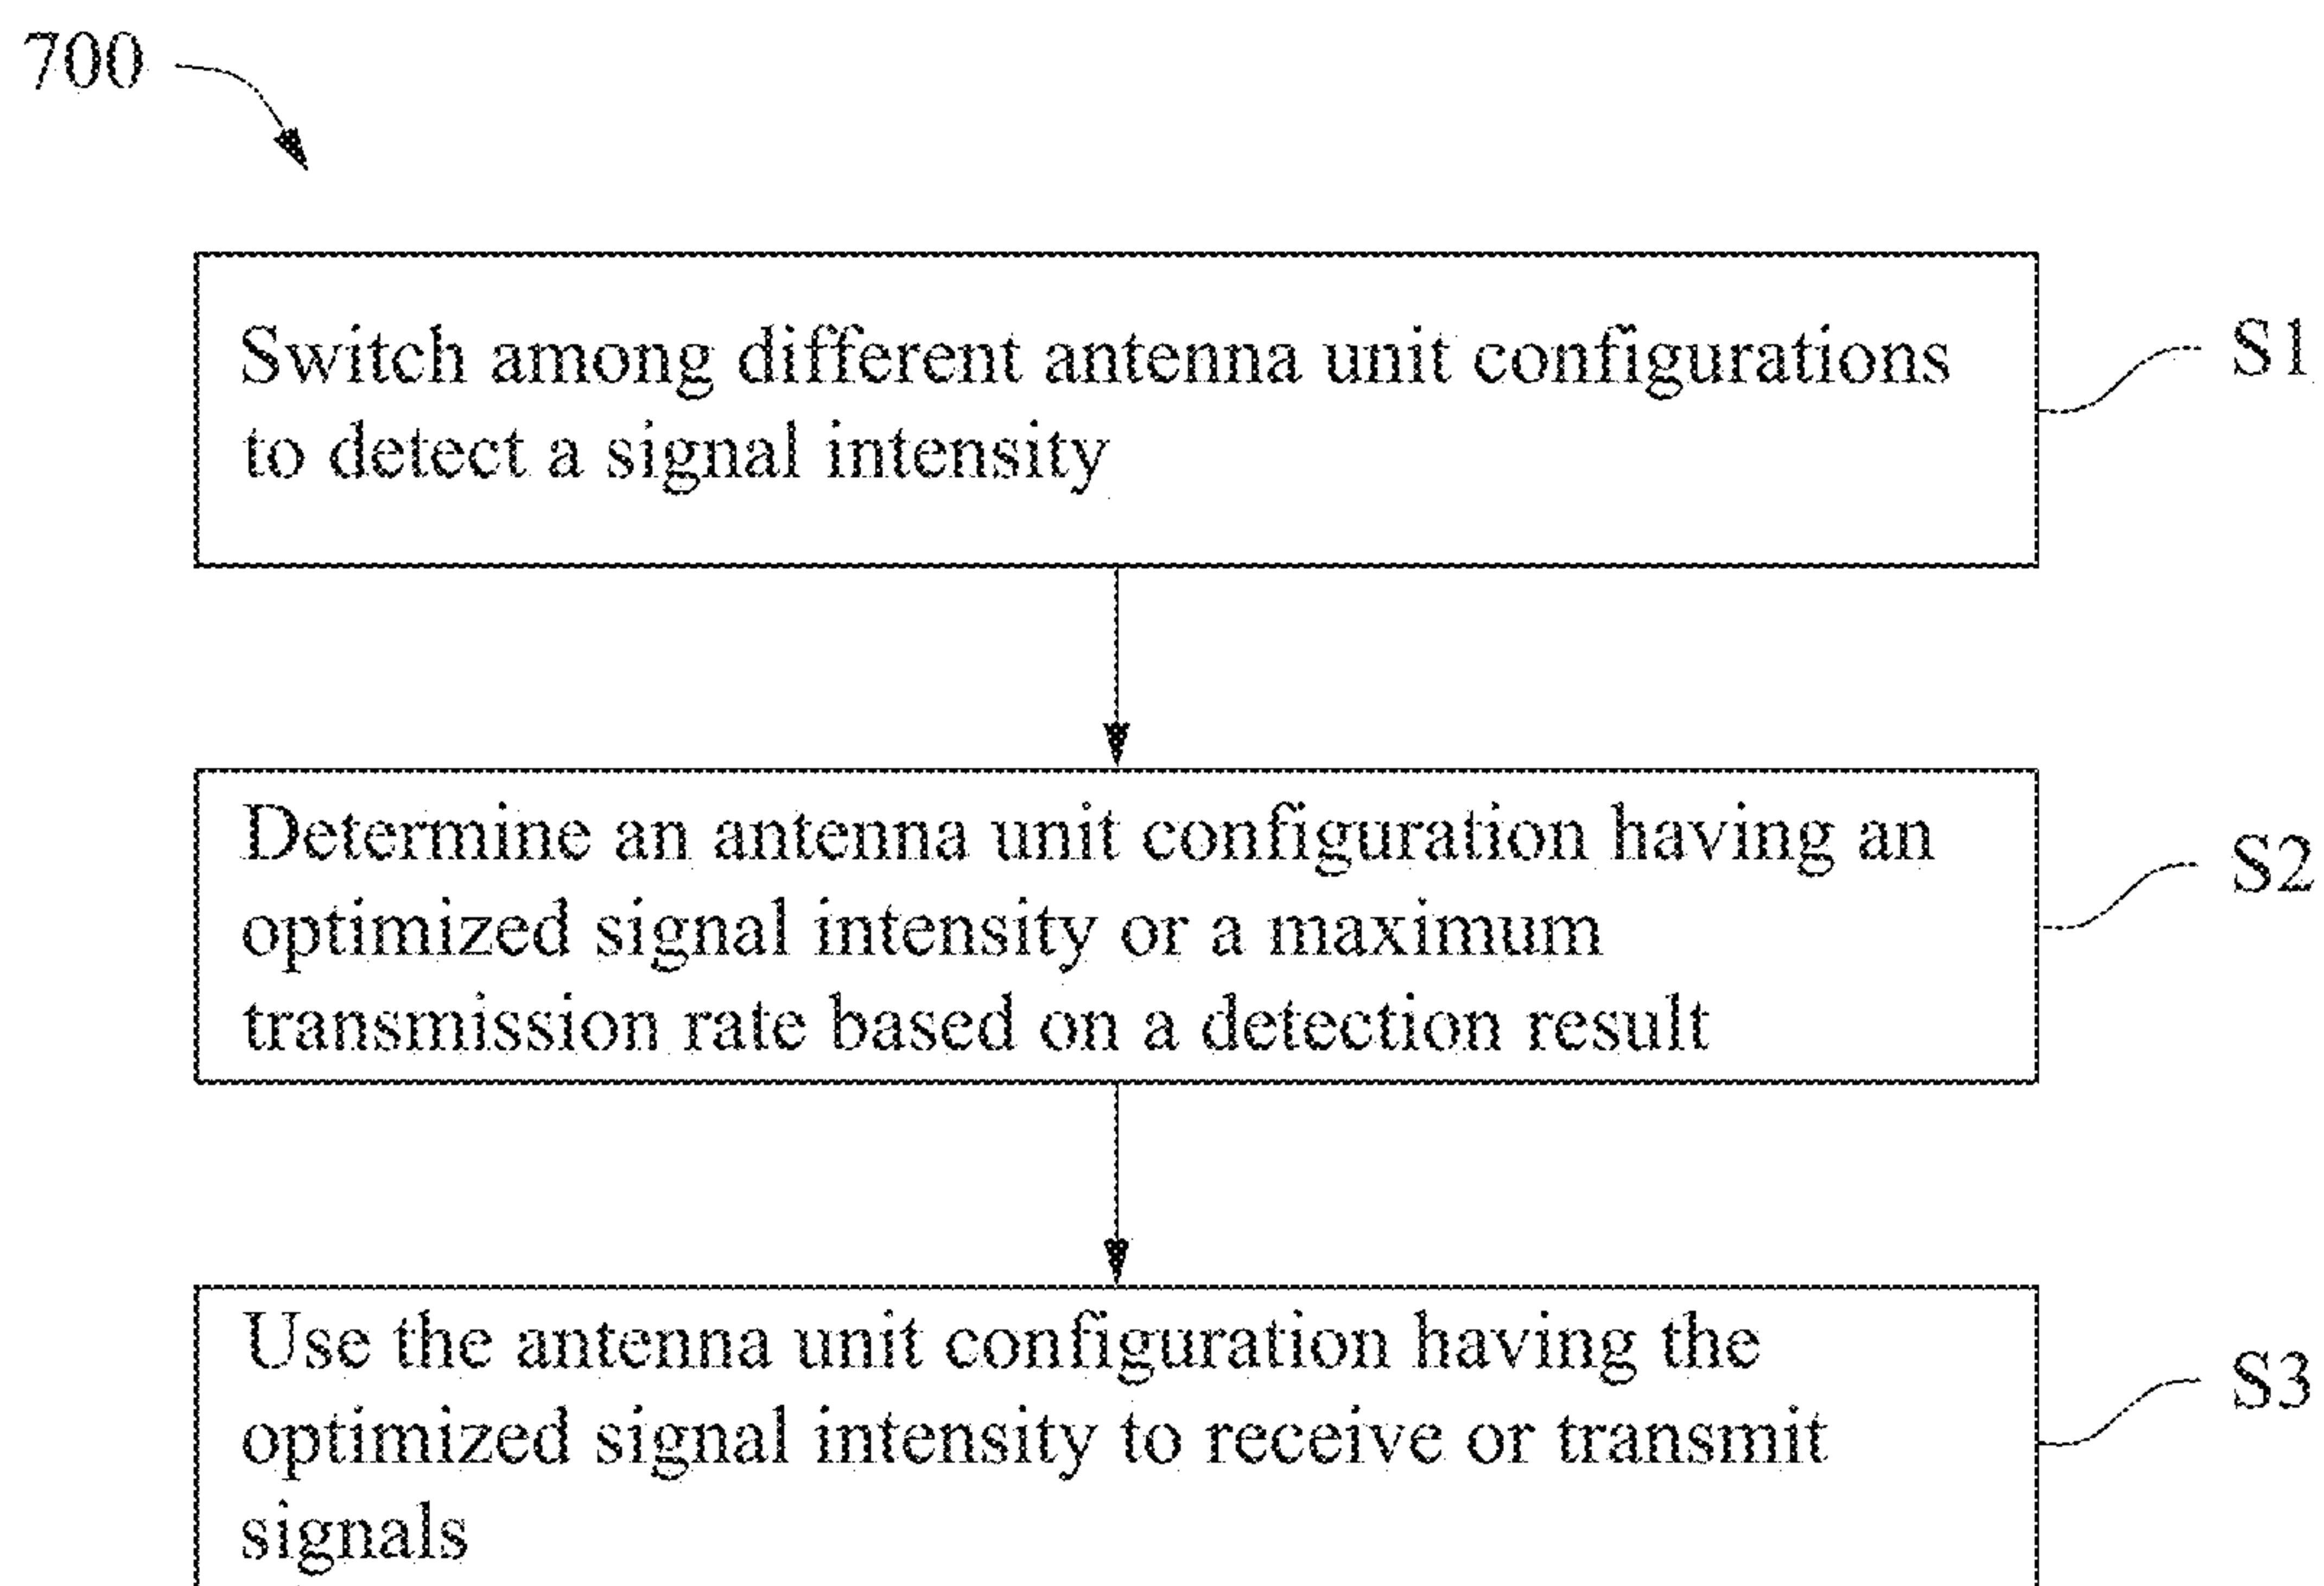 700
Switch among different antenna unit configurations
to detect a signal intensity
S1
Determine an antenna unit configuration having an
optimized signal intensity or a maximum
transmission rate based on a detection result
S2
Use the antenna unit configuration having the
optimized signal intensity to receive or transmit
signals
S3